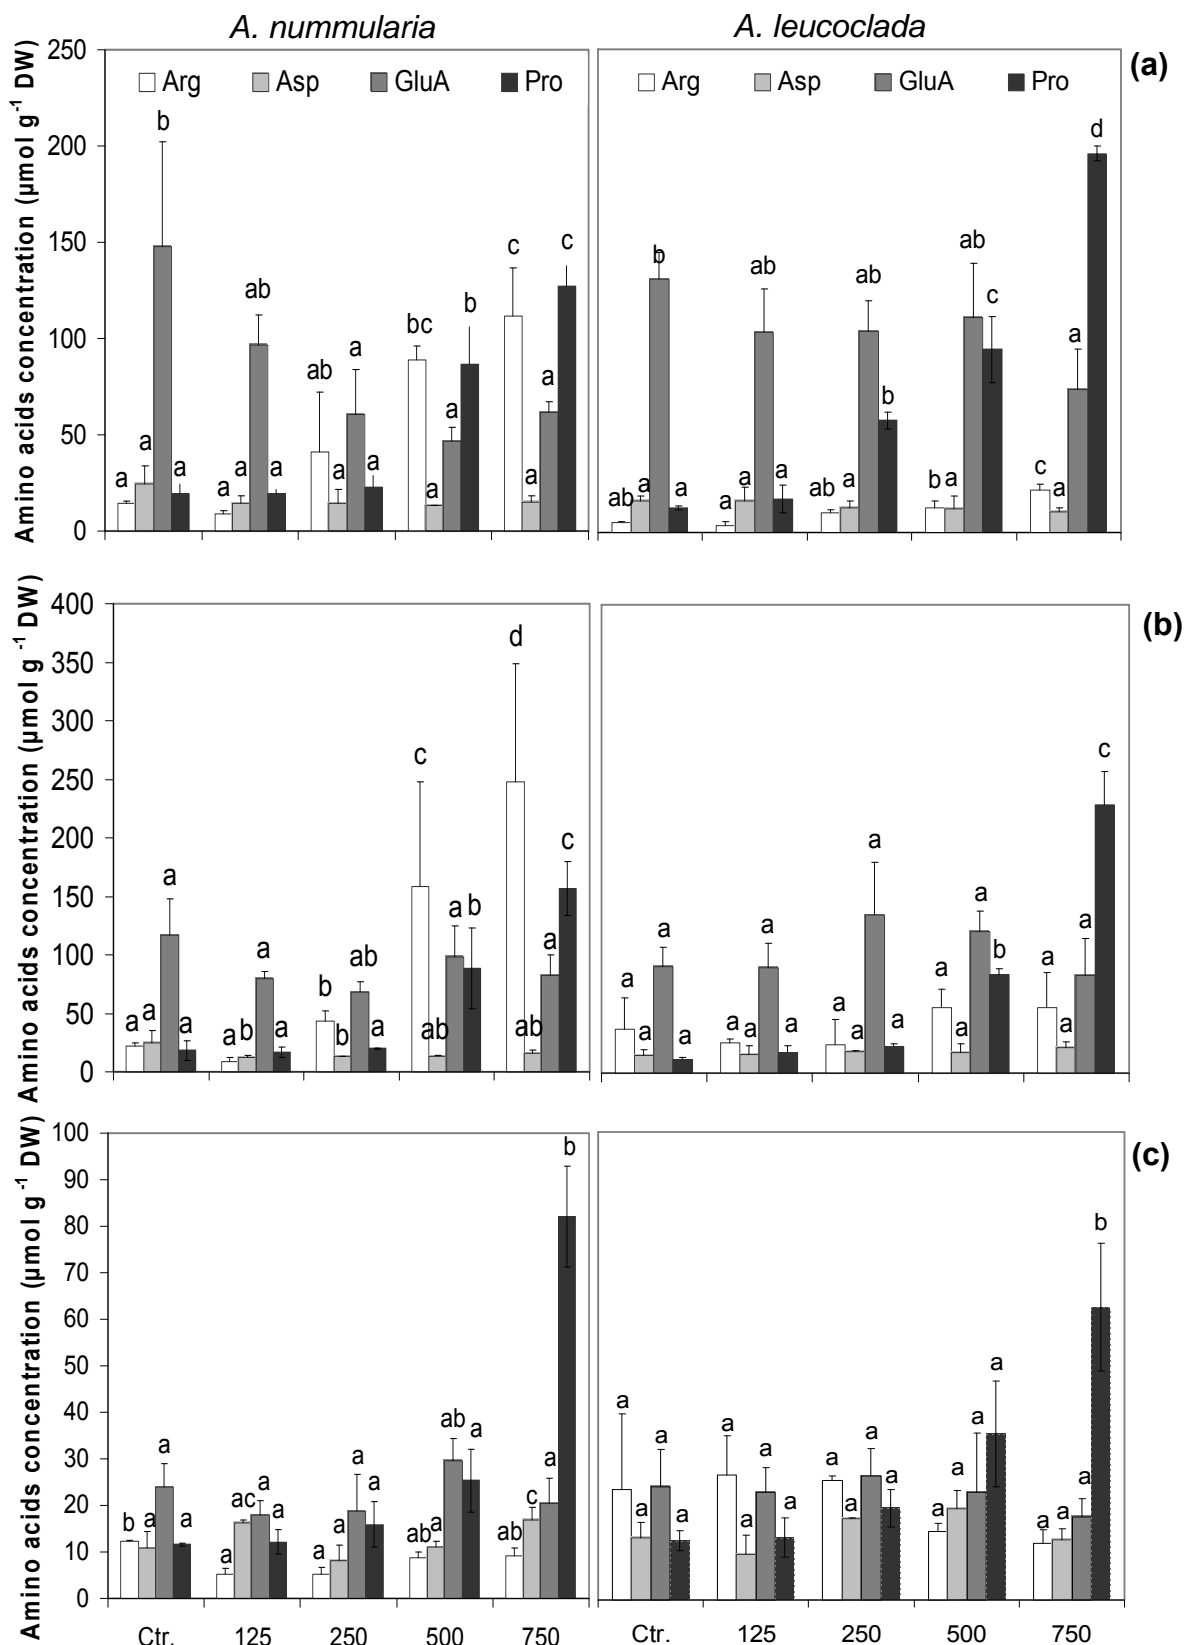 A. nummularia
A. leucoclada
(a)
Amino acids concentration (µmol g⁻¹ DW)
250
200
150
100
50
0
Arg Asp GluA Pro
a a b a
a a ab a
ab a a a
bc a a b
c a a c
Arg Asp GluA Pro
ab a b a
a a ab a
ab a ab b
b a ab c
c a a d
(b)
Amino acids concentration (µmol g⁻¹ DW)
400
350
300
250
200
150
100
50
0
a a a a
a b a a
b b ab a
c ab a b
d ab a c
a a a a
a a a a
a a a a
a a a b
a a a c
(c)
Amino acids concentration (µmol g⁻¹ DW)
100
90
80
70
60
50
40
30
20
10
0
b a a a
a ac a a
a a a a
ab a ab a
ab c a b
a a a a
a a a a
a a a a
a a a a
a a a b
Ctr. 125 250 500 750
Ctr. 125 250 500 750